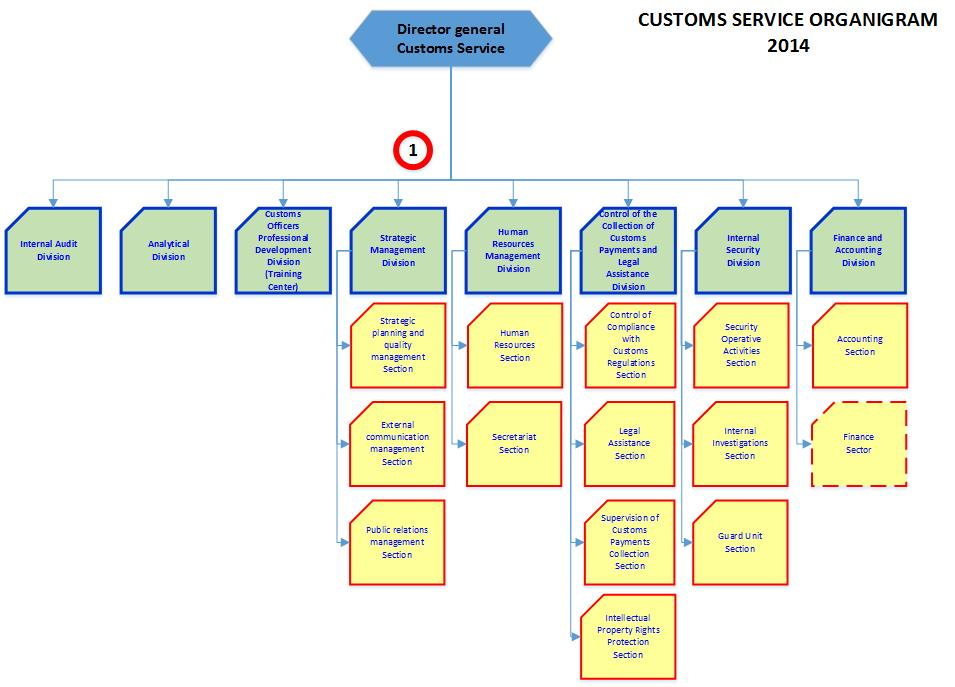 CUSTOMS SERVICE ORGANIGRAM
2014
Director general
Customs Service
1
Internal Audit
Division
Analytical
Division
Customs
Officers
Professional
Development
Division
(Training
Center)
Strategic
Management
Division
Human
Resources
Management
Division
Control of the
Collection of
Customs
Payments and
Legal
Assistance
Division
Internal
Security
Division
Finance and
Accounting
Division
Strategic
planning and
quality
management
Section
Human
Resources
Section
Control of
Compliance
with
Customs
Regulations
Section
Security
Operative
Activities
Section
Accounting
Section
External
communication
management
Section
Secretariat
Section
Legal
Assistance
Section
Internal
Investigations
Section
Finance
Sector
Public relations
management
Section
Supervision of
Customs
Payments
Collection
Section
Guard Unit
Section
Intellectual
Property Rights
Protection
Section